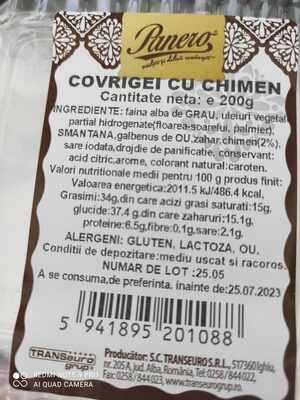 Panero
COVRIGEI CU CHIMEN
Cantitate neta: e 200g
INGREDIENTE: faina alba de GRAU, uleiuri vegetal
partial hidrogenate(floarea-soarelui, palmier),
SMANTANA,galbenus de OU,zahar,chimen(2%),
sare iodata,drojdie de panificatie, conservant:
acid citric,arome, colorant natural:caroten.
Valori nutritionale medii pentru 100 g produs finit:
Valoarea energetica:2011.5 kJ/486.4 kcal,
Grasimi:34g,din care acizi grasi saturati:15g,
glucide:37.4 g,din care zaharuri:15.1g,
proteine:6.5g,fibre:0.1g,sare:2.1g.
ALERGENI: GLUTEN, LACTOZA, OU.
Conditii de depozitare:mediu uscat si racoros.
NUMAR DE LOT :25.05
A se consuma,de preferinta, inainte de:25.07.2023
5 941895 201088
TRANSeuro
grup
Producător: S.C. TRANSEURO S.R.L., 517360 Ighiu,
nr. 205 A, jud. Alba, România, Tel: 0258/844 022,
Fax: 0258/844023, www.transeurogrup.ro
REDMI NOTE 9 PRO
AI QUAD CAMERA